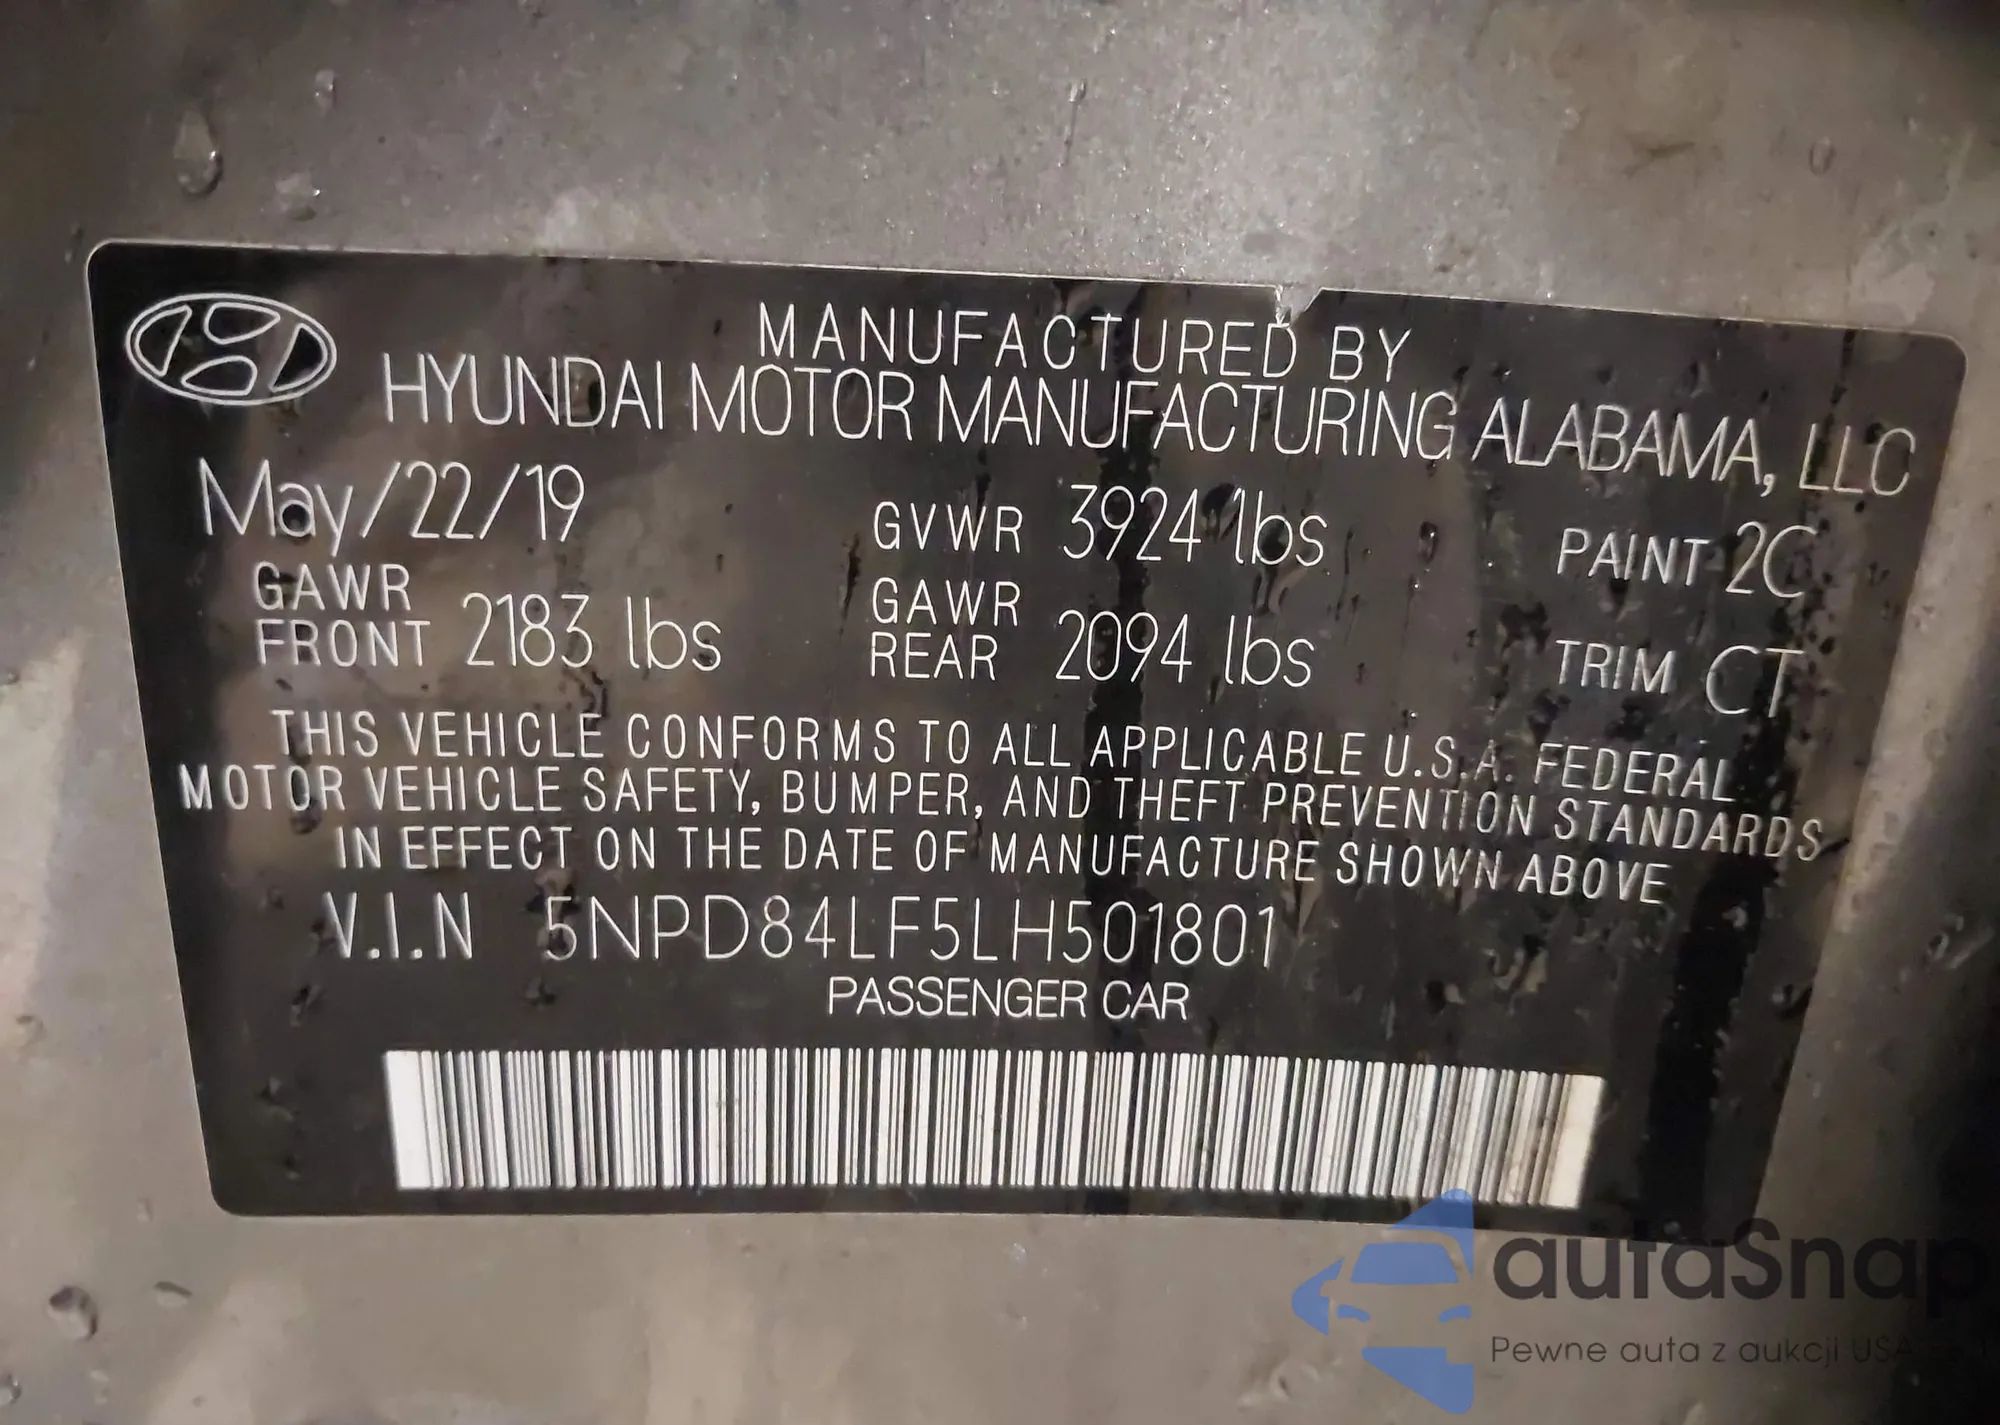 MANUFACTURED BY
HYUNDAI MOTOR MANUFACTURING ALABAMA, LLC
May/22/19 GVWR 3924 lbs PAINT 2C
GAWR FRONT 2183 lbs GAWR REAR 2094 lbs TRIM CT
THIS VEHICLE CONFORMS TO ALL APPLICABLE U.S.A. FEDERAL
MOTOR VEHICLE SAFETY, BUMPER, AND THEFT PREVENTION STANDARDS
IN EFFECT ON THE DATE OF MANUFACTURE SHOWN ABOVE
V.I.N 5NPD84LF5LH501801
PASSENGER CAR
autaSnap
Pewne auta z aukcji USA